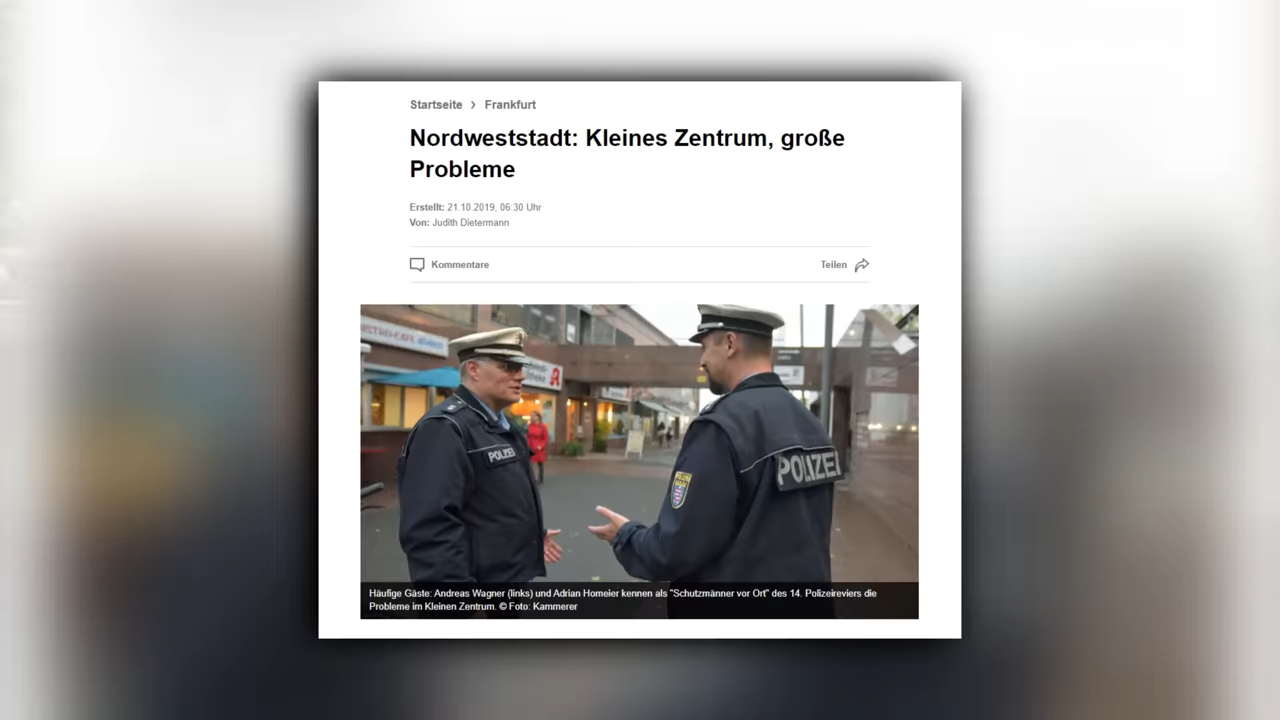 Startseite > Frankfurt
Nordweststadt: Kleines Zentrum, große
Probleme
Erstellt: 21.10.2019, 06:30 Uhr
Von: Judith Dietermann
Kommentare
Teilen
POLIZEI
POLIZEI
Häufige Gäste: Andreas Wagner (links) und Adrian Homeier kennen als "Schutzmänner vor Ort" des 14. Polizeireviers die
Probleme im Kleinen Zentrum. © Foto: Kammerer